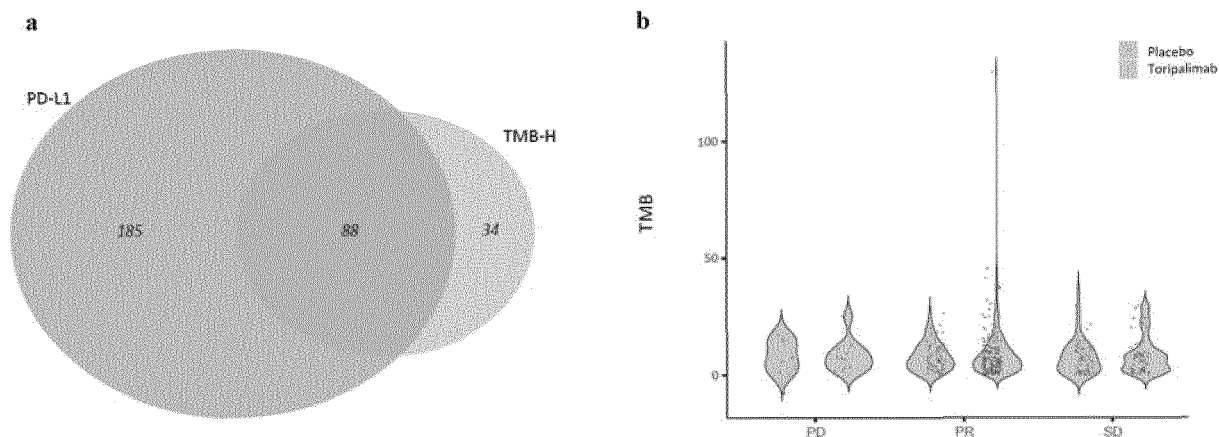 a
PD-L1
TMB-H
185
88
34
b
Placebo
Toripalimab
TMB
100
50
0
PD
PR
SD